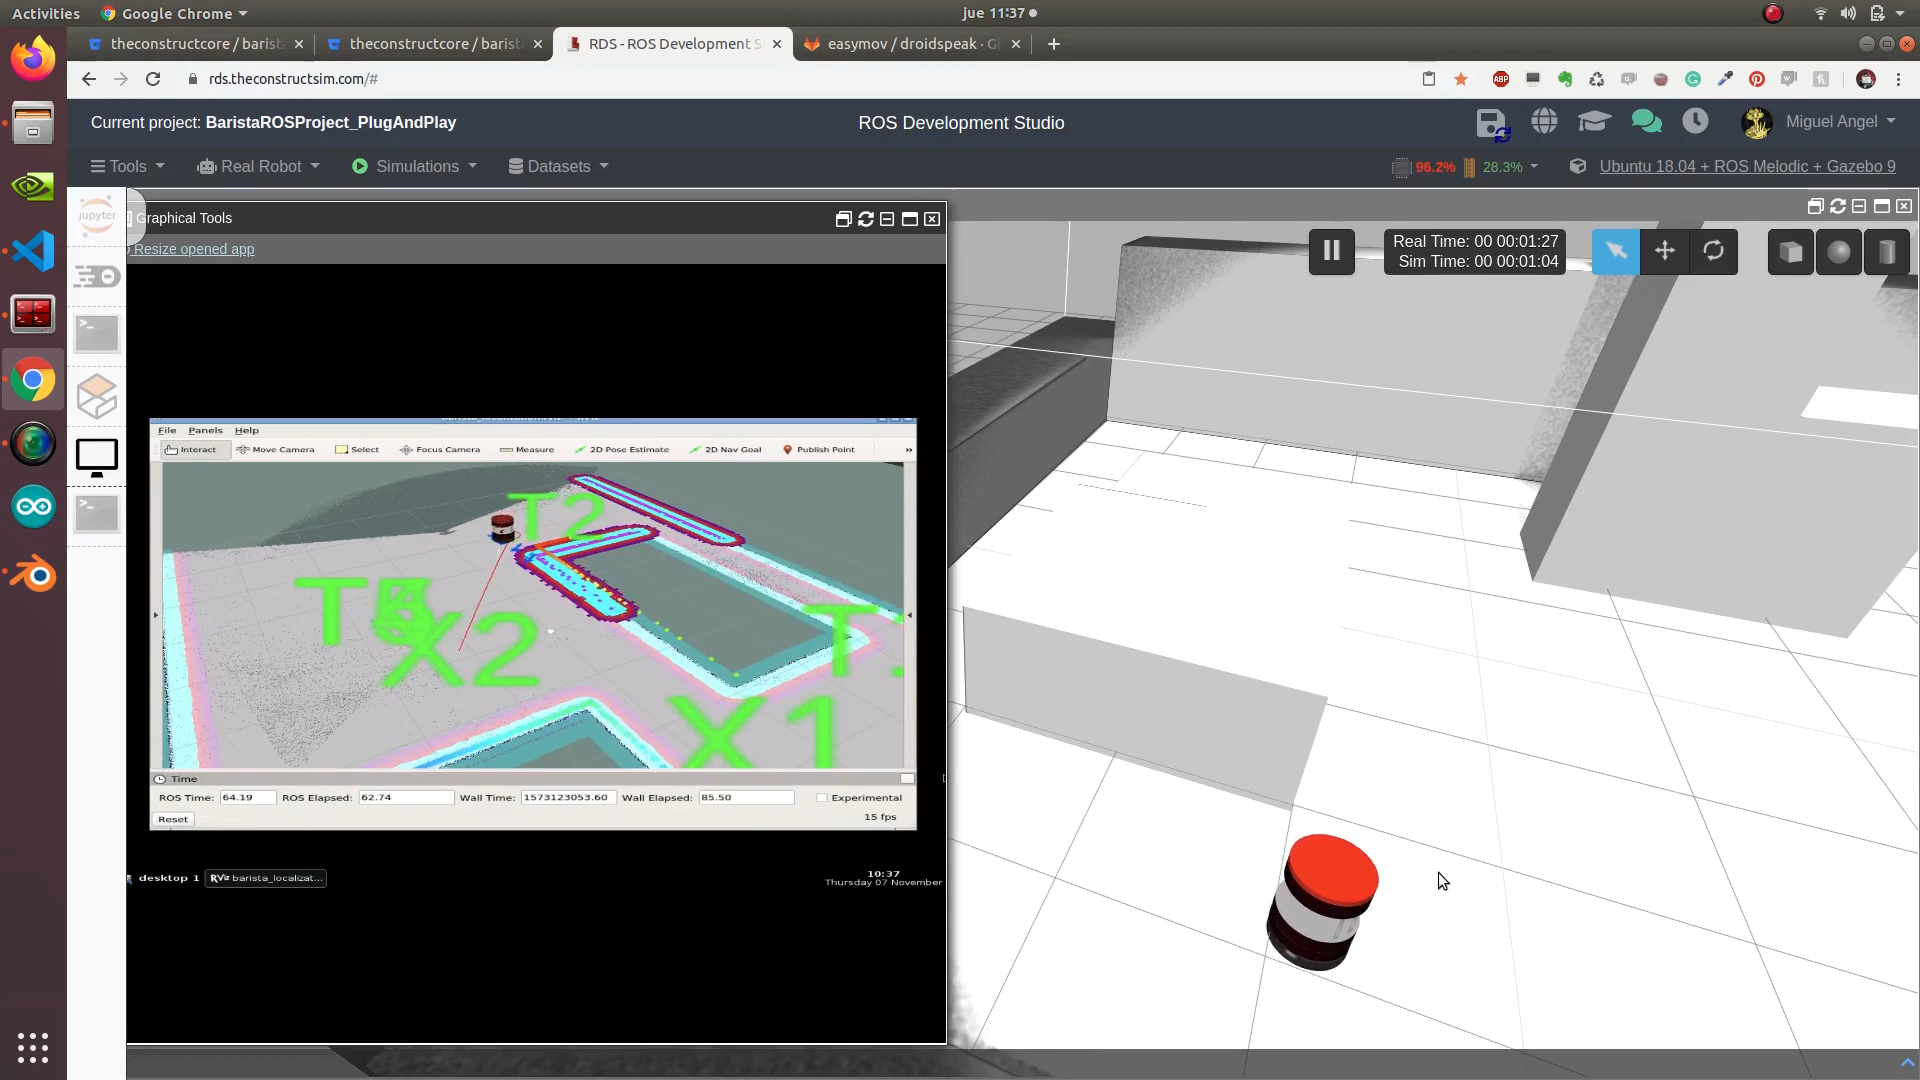 Activities
Google Chrome
jue 11:37
theconstructcore / barist
theconstructcore / barist
RDS - ROS Development S
easymov / droidspeak · Gi
rds.theconstructsim.com/#
ABP
Current project: BaristaROSProject_PlugAndPlay
ROS Development Studio
Miguel Angel
Tools
Real Robot
Simulations
Datasets
96.2%
28.3%
Ubuntu 18.04 + ROS Melodic + Gazebo 9
jupyter
Graphical Tools
Resize opened app
Real Time: 00 00:01:27
Sim Time: 00 00:01:04
File Panels Help
Interact
Move Camera
Select
Focus Camera
Measure
2D Pose Estimate
2D Nav Goal
Publish Point
T2
X2
X1
Time
ROS Time: 64.19
ROS Elapsed: 62.74
Wall Time: 1573123053.60
Wall Elapsed: 85.50
Experimental
Reset
15 fps
desktop 1
RViz barista_localizat...
10:37
Thursday 07 November